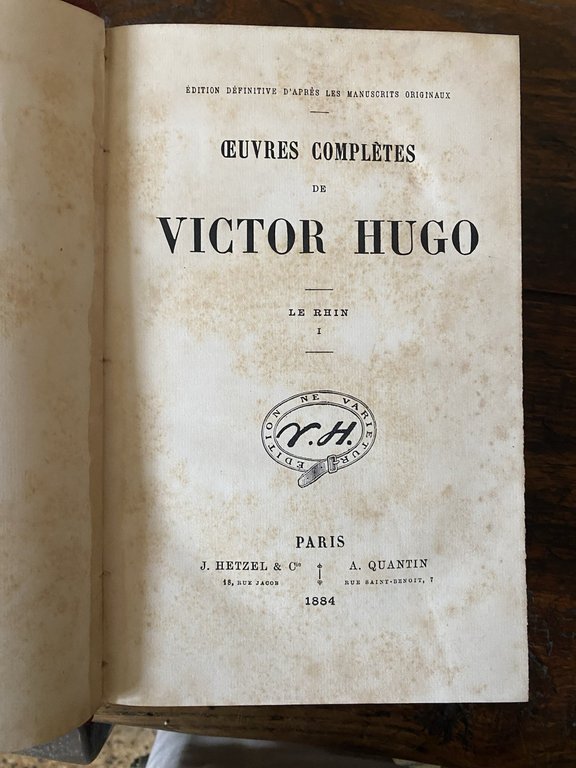 ÉDITION DÉFINITIVE D'APRÈS LES MANUSCRITS ORIGINAUX
ŒUVRES COMPLÈTES
DE
VICTOR HUGO
LE RHIN
I
EDITION NE VARIETUR
V.H.
PARIS
J. HETZEL & Cie A. QUANTIN
18, RUE JACOB RUE SAINT-BENOIT, 7
1884